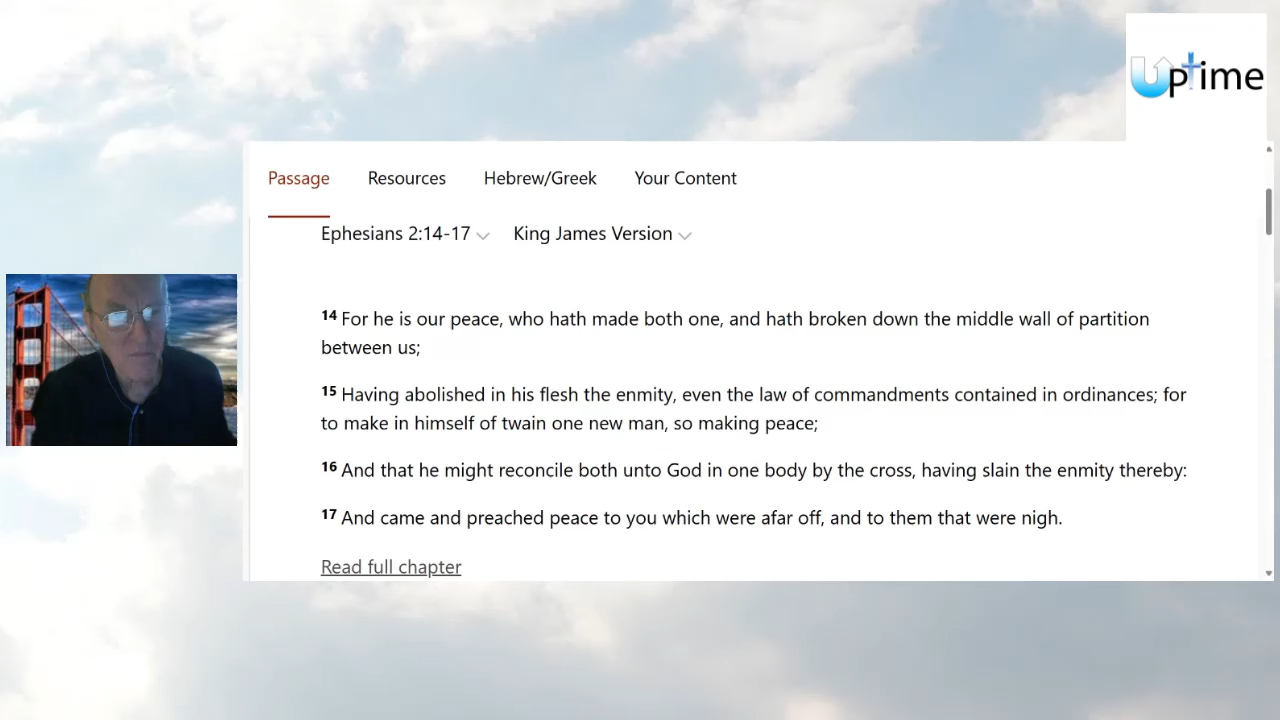 Uptime
Passage Resources Hebrew/Greek Your Content
Ephesians 2:14-17 King James Version
14 For he is our peace, who hath made both one, and hath broken down the middle wall of partition
between us;
15 Having abolished in his flesh the enmity, even the law of commandments contained in ordinances; for
to make in himself of twain one new man, so making peace;
16 And that he might reconcile both unto God in one body by the cross, having slain the enmity thereby:
17 And came and preached peace to you which were afar off, and to them that were nigh.
Read full chapter